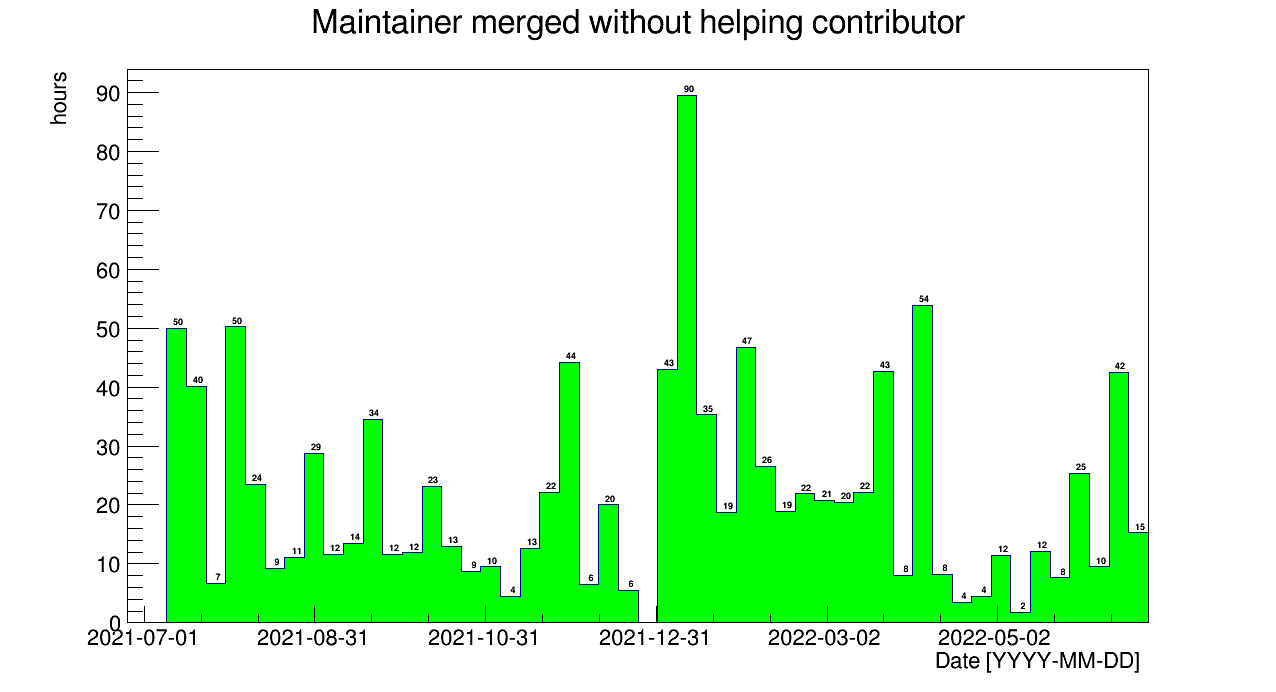 Maintainer merged without helping contributor
hours
90
80
70
60
50
40
30
20
10
0
50 40 7 50 24 9 11 29 12 14 34 12 12 23 13 9 10 4 13 22 44 6 20 6 43 90 35 19 47 26 19 22 21 20 22 43 8 54 8 4 4 12 2 12 8 25 10 42 15
2021-07-01 2021-08-31 2021-10-31 2021-12-31 2022-03-02 2022-05-02
Date [YYYY-MM-DD]